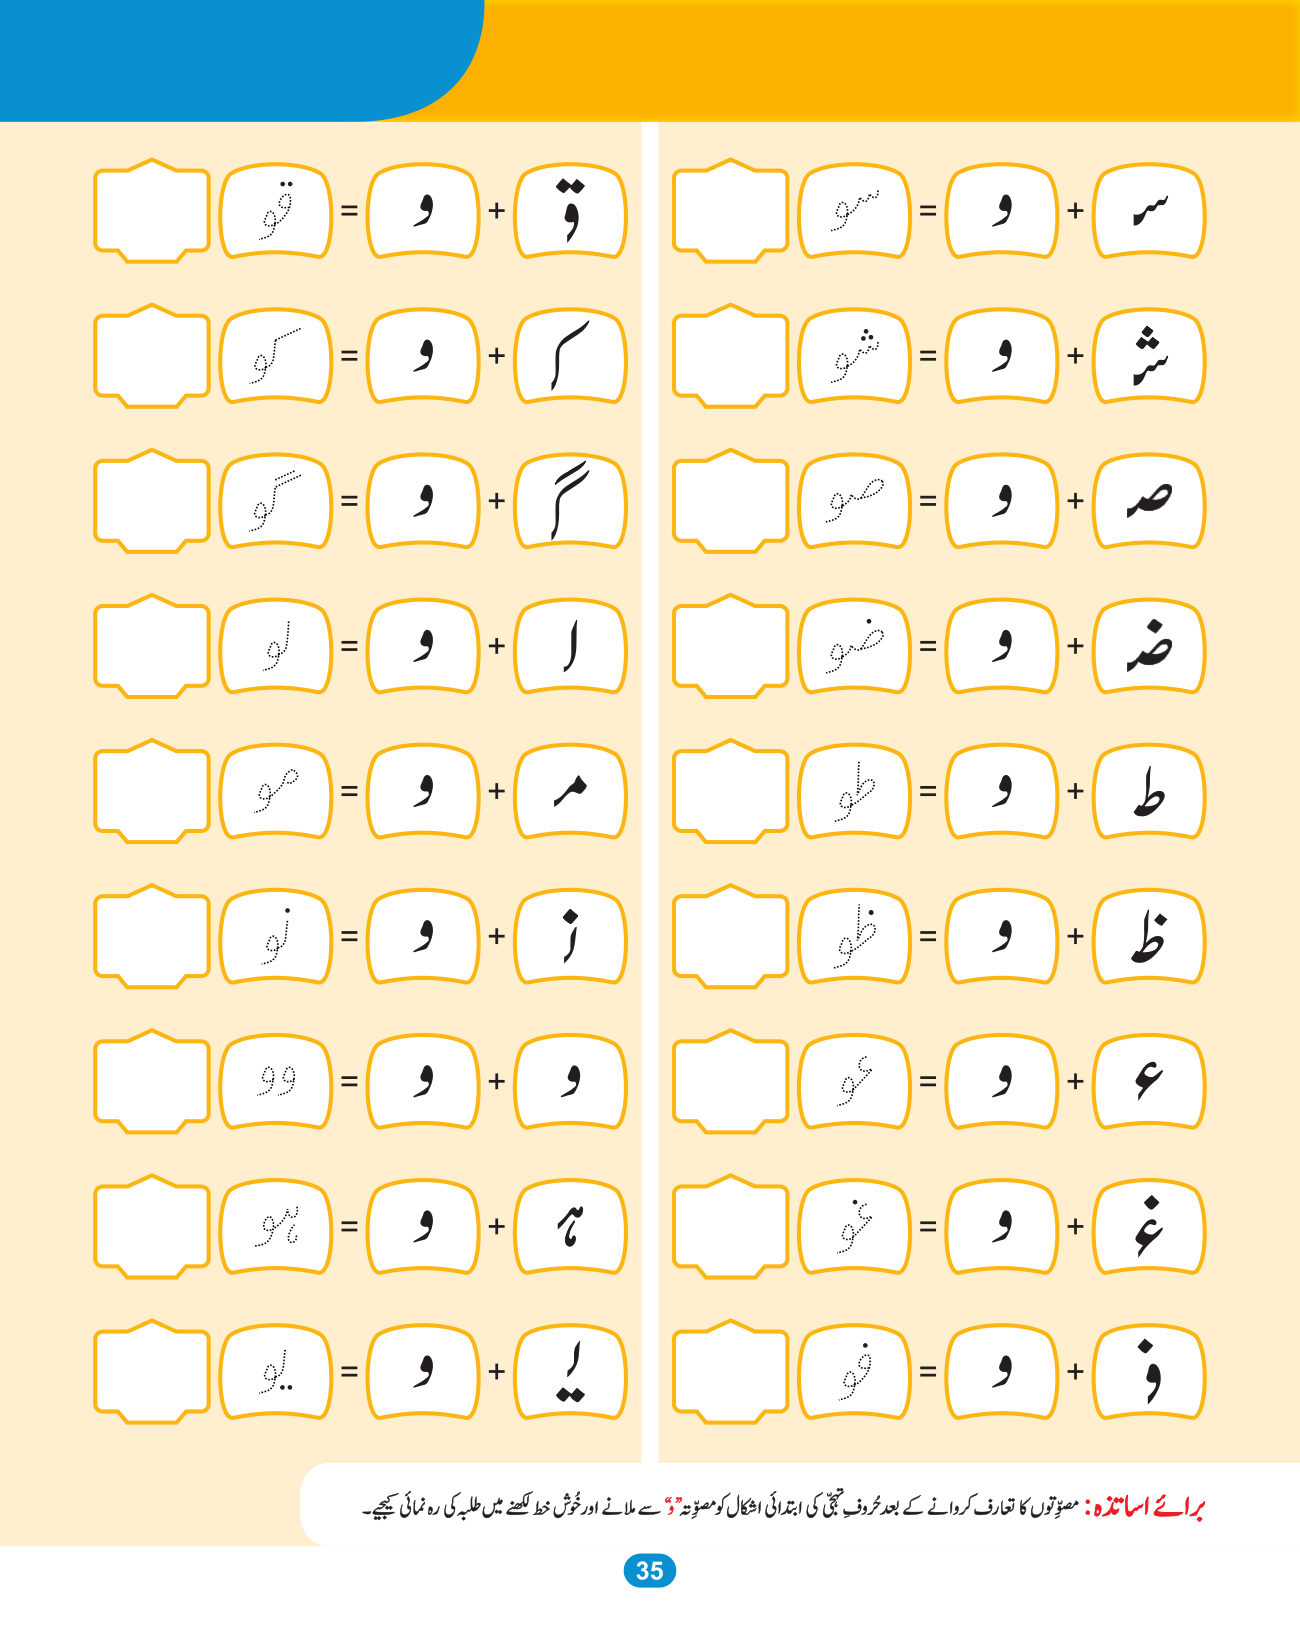 سـ + و = سو
شـ + و = شو
صـ + و = صو
ضـ + و = ضو
طـ + و = طو
ظـ + و = ظو
عـ + و = عو
غـ + و = غو
فـ + و = فو
قـ + و = قو
کـ + و = کو
گـ + و = گو
لـ + و = لو
مـ + و = مو
نـ + و = نو
و + و = وو
ہـ + و = ہو
یـ + و = یو
برائے اساتذہ: مصوّتوں کا تعارف کروانے کے بعد حُروفِ تہجّی کی ابتدائی اشکال کو مصوّتہ ”و“ سے ملانے اور خُوش خط لکھنے میں طلبہ کی رہ نمائی کیجیے۔
35